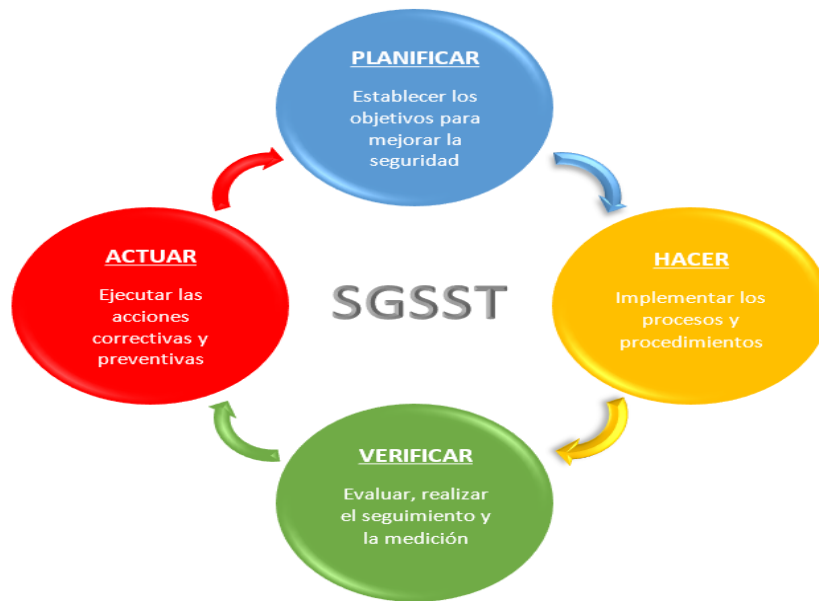 PLANIFICAR
Establecer los
objetivos para
mejorar la
seguridad
ACTUAR
Ejecutar las
acciones
correctivas y
preventivas
SGSST
HACER
Implementar los
procesos y
procedimientos
VERIFICAR
Evaluar, realizar
el seguimiento y
la medición